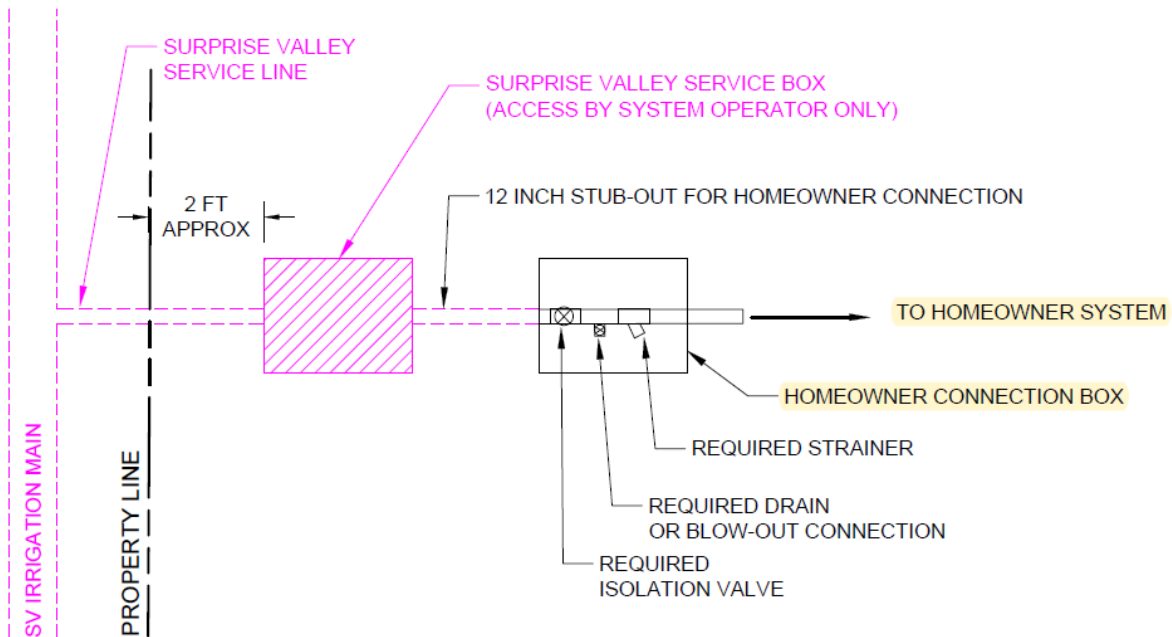 SURPRISE VALLEY
SERVICE LINE
SURPRISE VALLEY SERVICE BOX
(ACCESS BY SYSTEM OPERATOR ONLY)
2 FT
APPROX
12 INCH STUB-OUT FOR HOMEOWNER CONNECTION
TO HOMEOWNER SYSTEM
HOMEOWNER CONNECTION BOX
REQUIRED STRAINER
REQUIRED DRAIN
OR BLOW-OUT CONNECTION
REQUIRED
ISOLATION VALVE
SV IRRIGATION MAIN
PROPERTY LINE